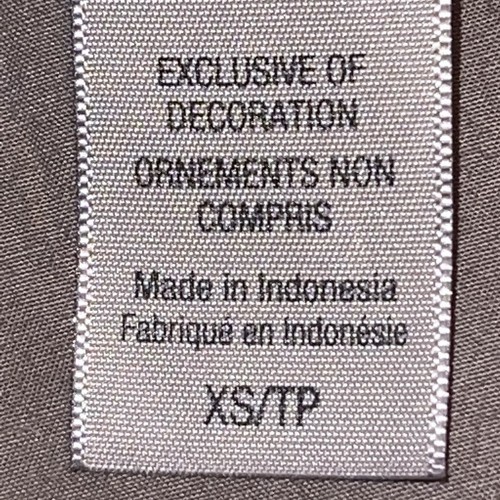 EXCLUSIVE OF
DECORATION
ORNEMENTS NON
COMPRIS
Made in Indonesia
Fabriqué en Indonésie
XS/TP